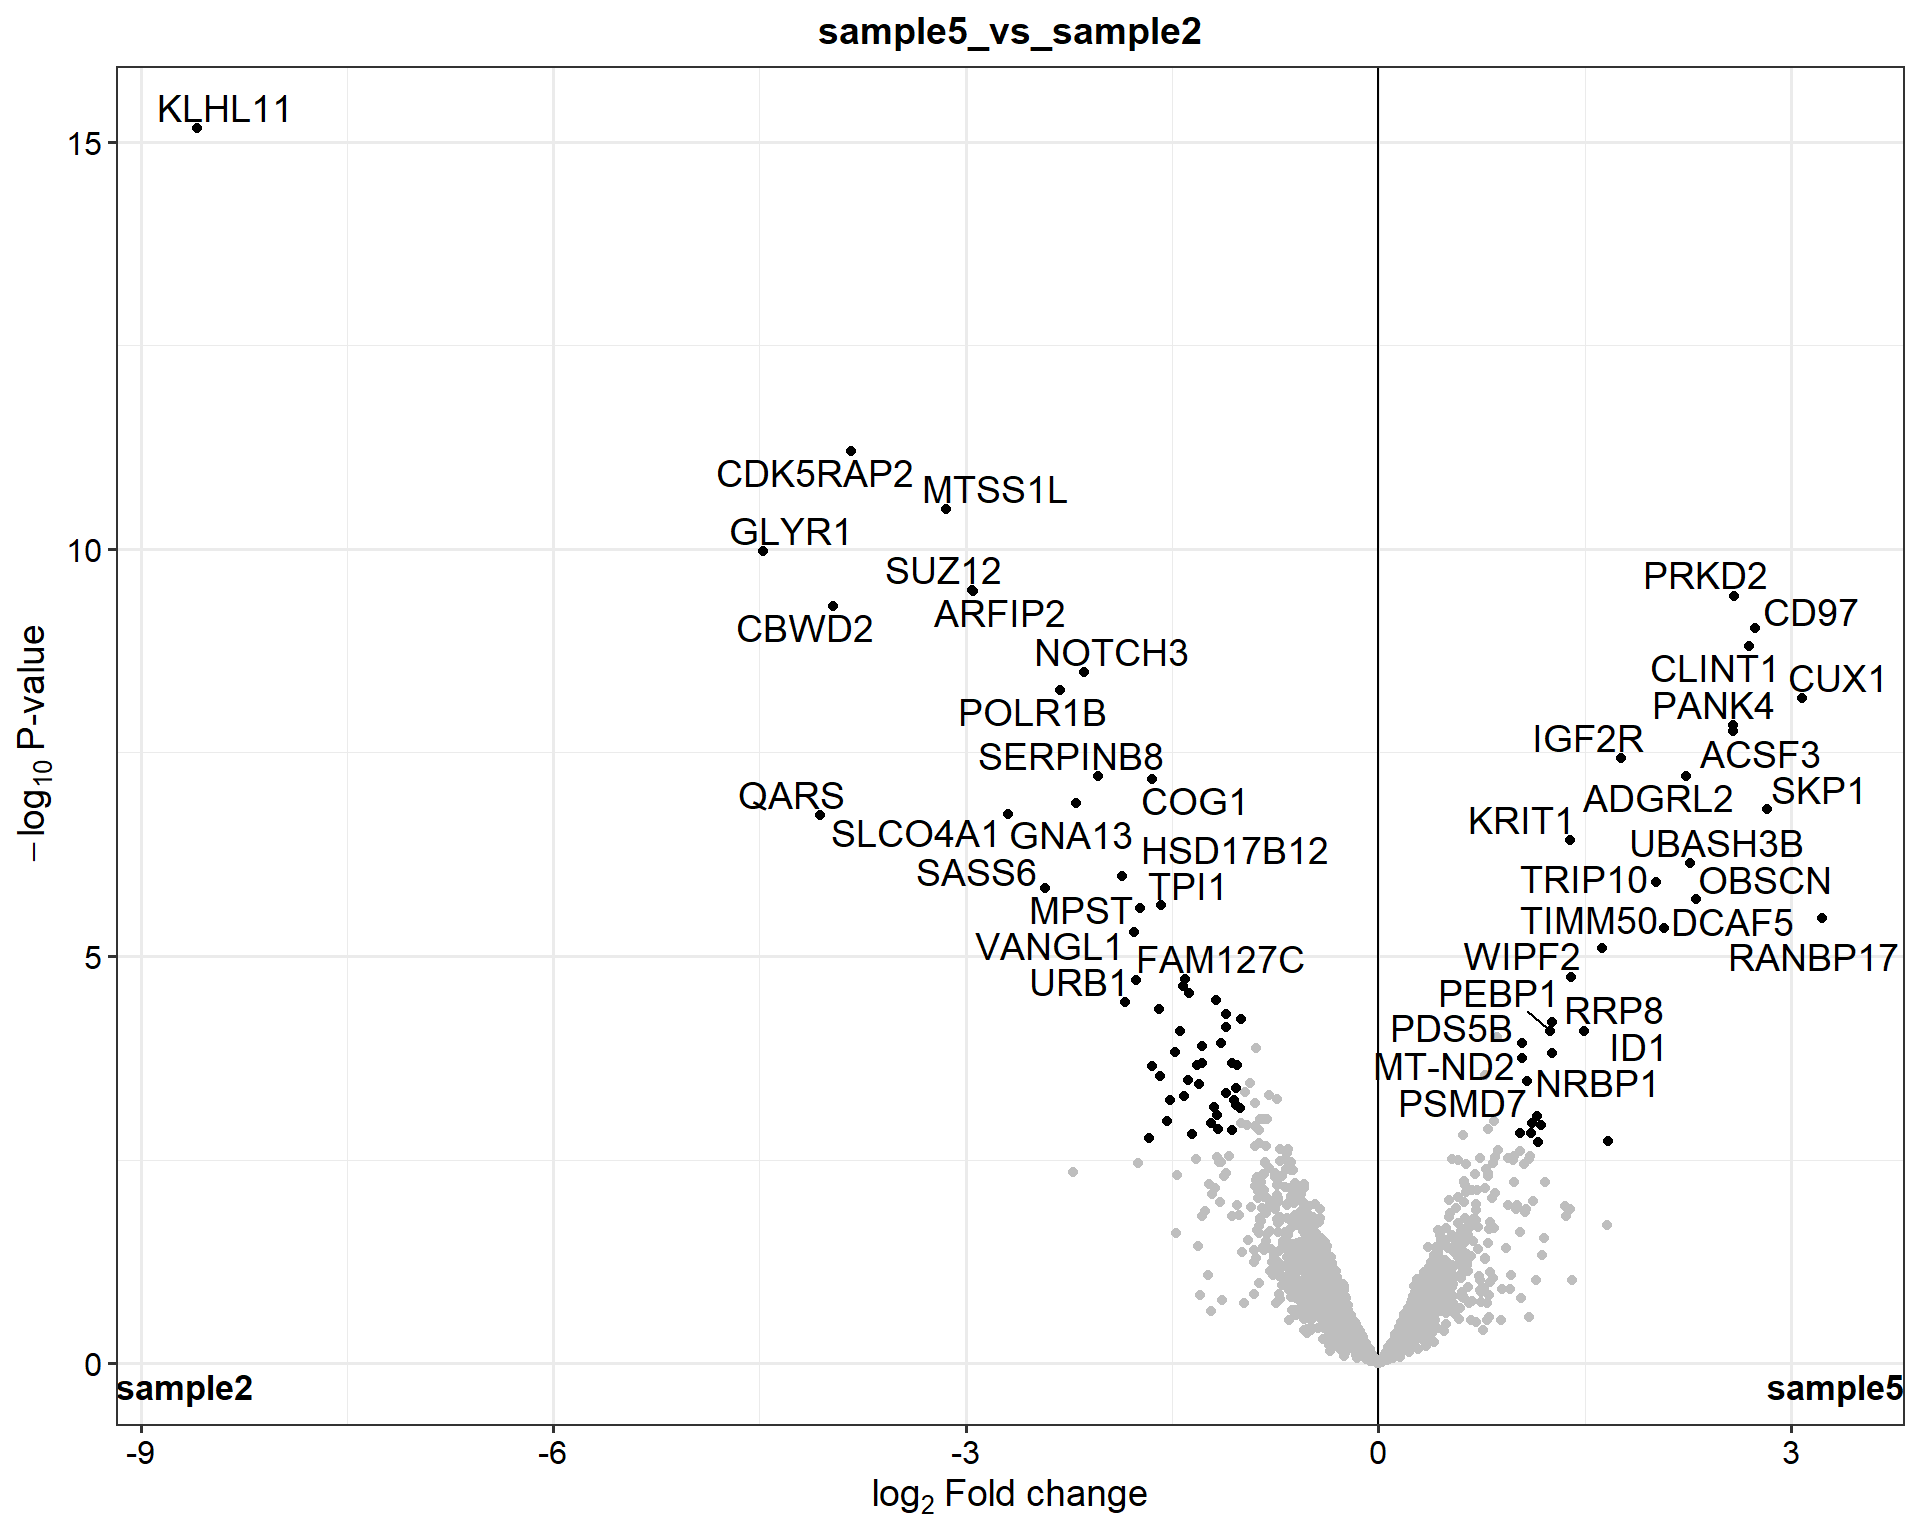 sample5_vs_sample2
KLHL11
15
CDK5RAP2
MTSS1L
GLYR1
10
SUZ12
PRKD2
ARFIP2
CD97
CBWD2
NOTCH3
CLINT1
CUX1
PANK4
POLR1B
IGF2R
SERPINB8
ACSF3
SKP1
QARS
ADGRL2
COG1
KRIT1
SLCO4A1
GNA13
UBASH3B
HSD17B12
SASS6
TRIP10
OBSCN
TPI1
MPST
TIMM50
DCAF5
VANGL1
FAM127C
WIPF2
RANBP17
5
URB1
PEBP1
RRP8
PDS5B
ID1
MT-ND2
NRBP1
PSMD7
0
sample2
sample5
-9
-6
-3
0
3
log2 Fold change
−log10 P-value